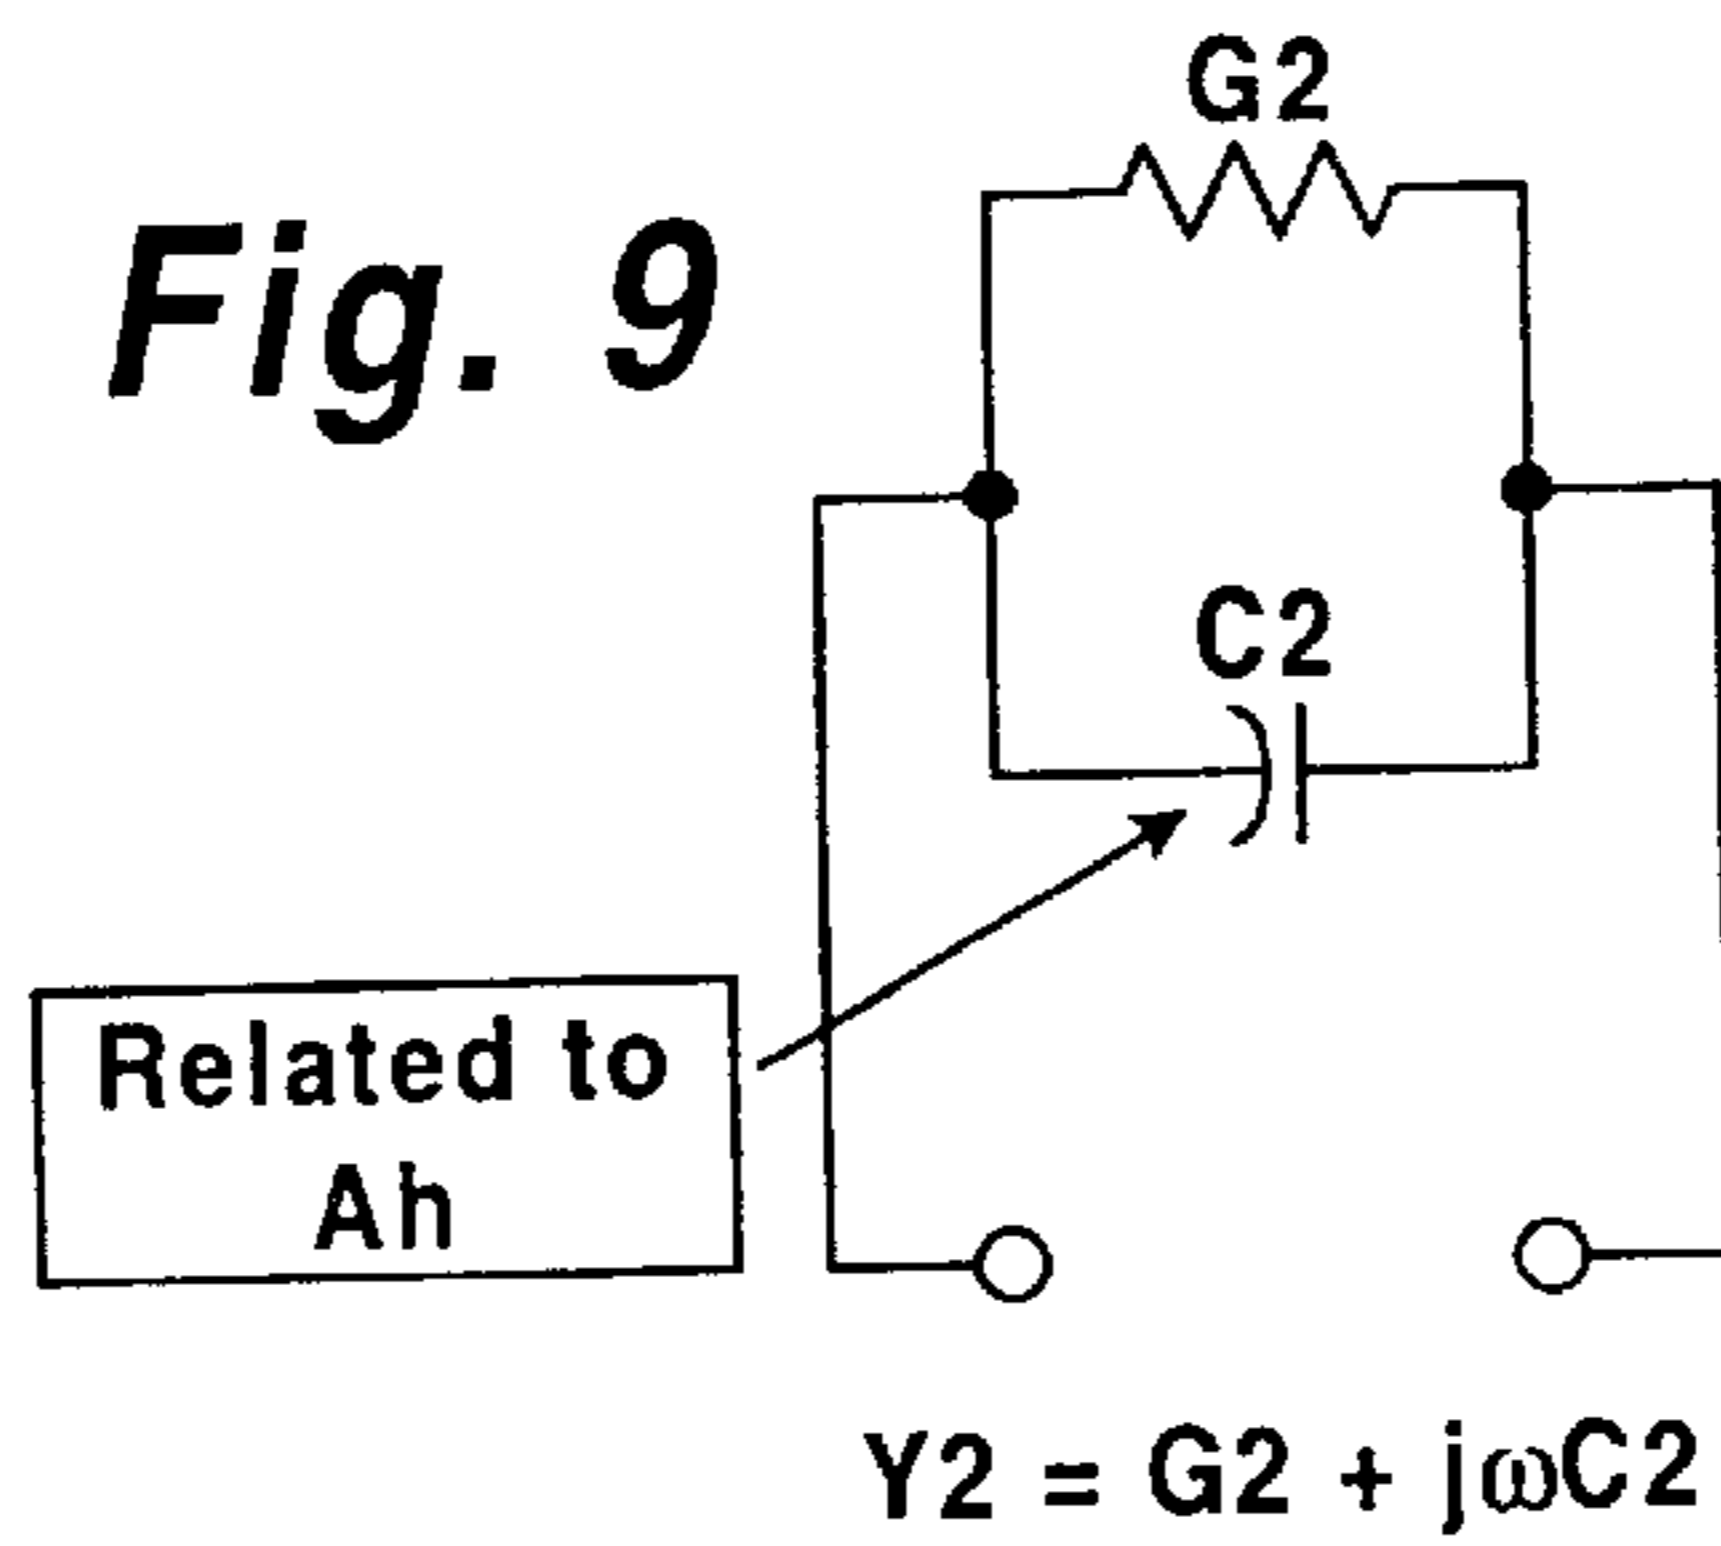 G2
Fig. 9
C2
Related to
Ah
Y2 = G2 + jωC2